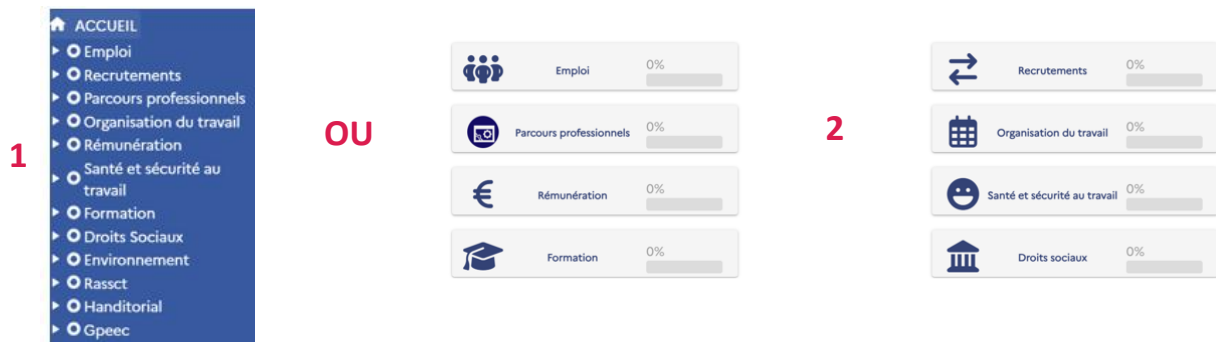 ACCUEIL
Emploi
Recrutements
Parcours professionnels
Organisation du travail
Rémunération
Santé et sécurité au
travail
Formation
Droits Sociaux
Environnement
Rassct
Handitorial
Gpeec
1
OU
Emploi 0%
Parcours professionnels 0%
Rémunération 0%
Formation 0%
2
Recrutements 0%
Organisation du travail 0%
Santé et sécurité au travail 0%
Droits sociaux 0%